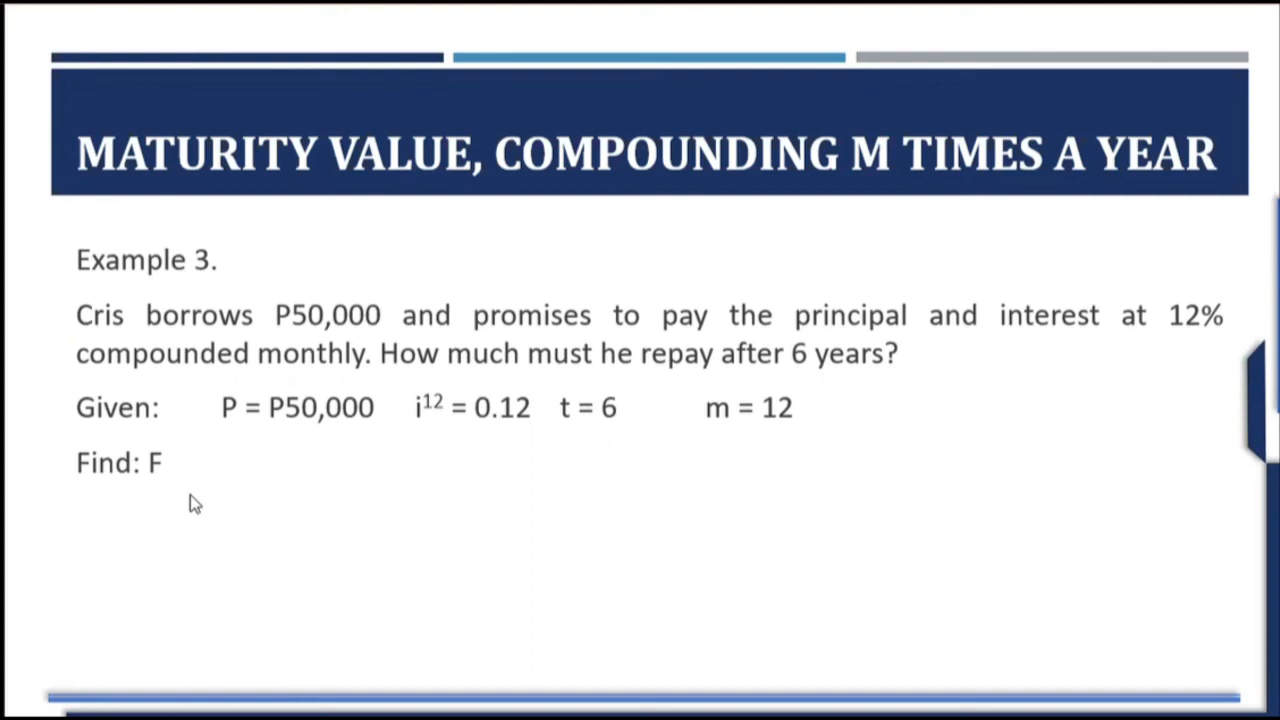 MATURITY VALUE, COMPOUNDING M TIMES A YEAR
Example 3.
Cris borrows P50,000 and promises to pay the principal and interest at 12%
compounded monthly. How much must he repay after 6 years?
Given: P = P50,000 i¹² = 0.12 t = 6 m = 12
Find: F